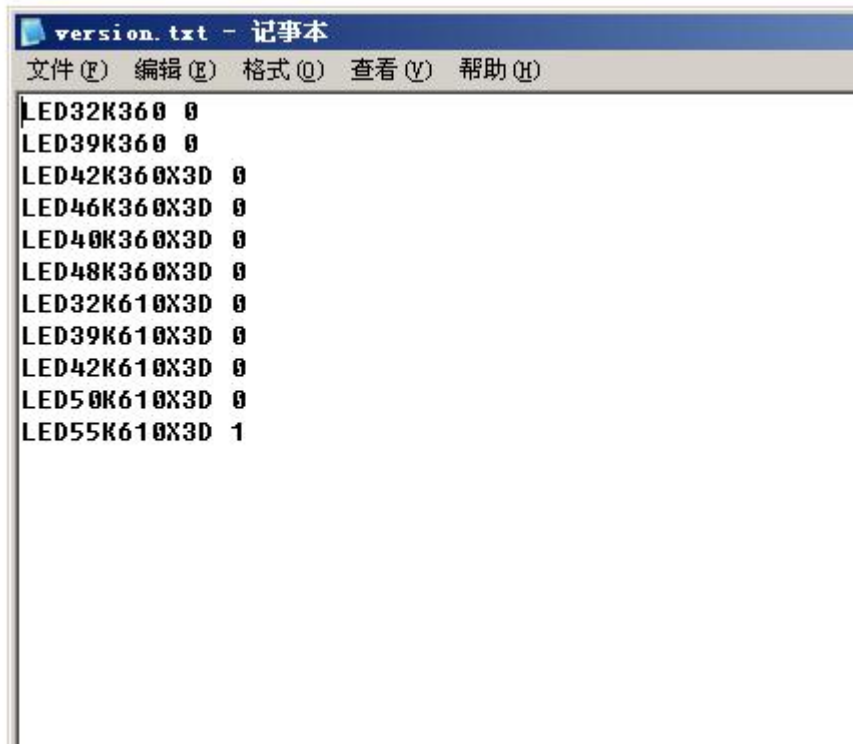 version.txt - 记事本
文件(F) 编辑(E) 格式(O) 查看(V) 帮助(H)
LED32K360 0
LED39K360 0
LED42K360X3D 0
LED46K360X3D 0
LED40K360X3D 0
LED48K360X3D 0
LED32K610X3D 0
LED39K610X3D 0
LED42K610X3D 0
LED50K610X3D 0
LED55K610X3D 1